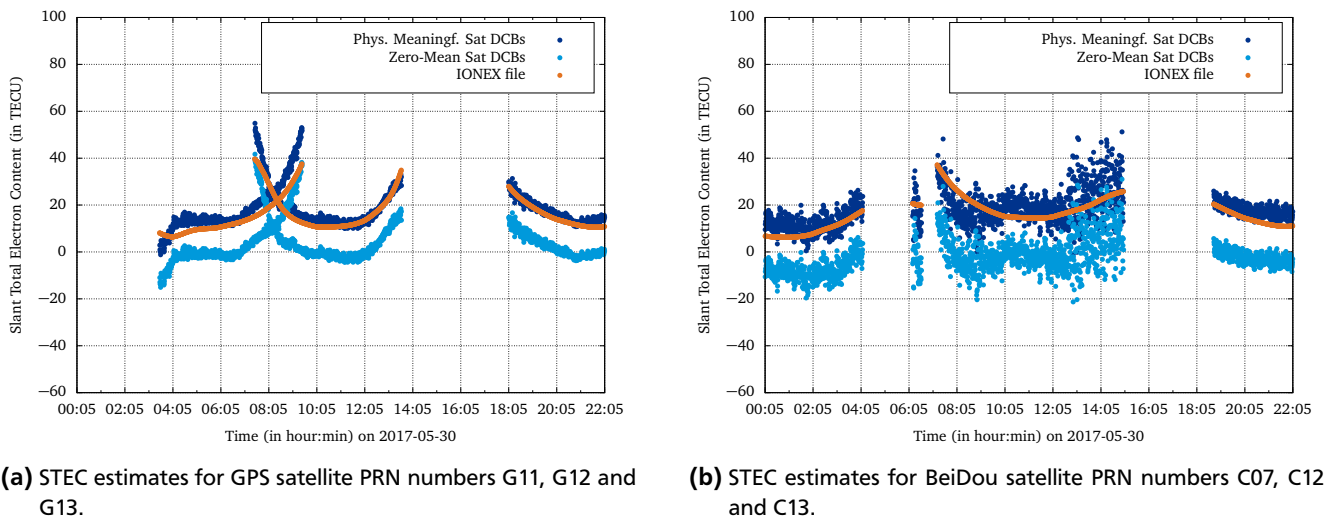 100
80
60
40
20
0
−20
−40
−60
Slant Total Electron Content (in TECU)
Phys. Meaningf. Sat DCBs
Zero-Mean Sat DCBs
IONEX file
00:05 02:05 04:05 06:05 08:05 10:05 12:05 14:05 16:05 18:05 20:05 22:05
Time (in hour:min) on 2017-05-30
(a) STEC estimates for GPS satellite PRN numbers G11, G12 and
G13.
100
80
60
40
20
0
−20
−40
−60
Slant Total Electron Content (in TECU)
Phys. Meaningf. Sat DCBs
Zero-Mean Sat DCBs
IONEX file
00:05 02:05 04:05 06:05 08:05 10:05 12:05 14:05 16:05 18:05 20:05 22:05
Time (in hour:min) on 2017-05-30
(b) STEC estimates for BeiDou satellite PRN numbers C07, C12
and C13.